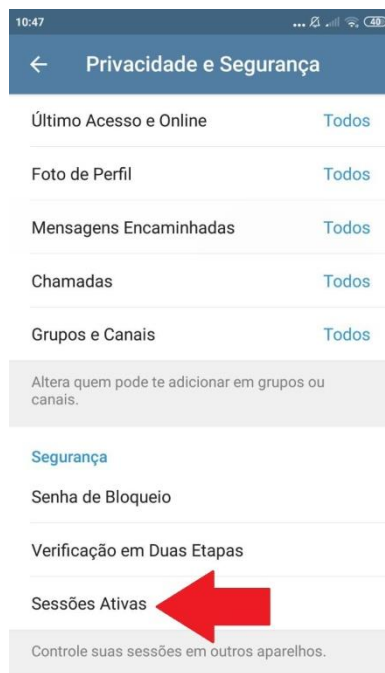 10:47
... 40
Privacidade e Segurança
Último Acesso e Online Todos
Foto de Perfil Todos
Mensagens Encaminhadas Todos
Chamadas Todos
Grupos e Canais Todos
Altera quem pode te adicionar em grupos ou
canais.
Segurança
Senha de Bloqueio
Verificação em Duas Etapas
Sessões Ativas
Controle suas sessões em outros aparelhos.